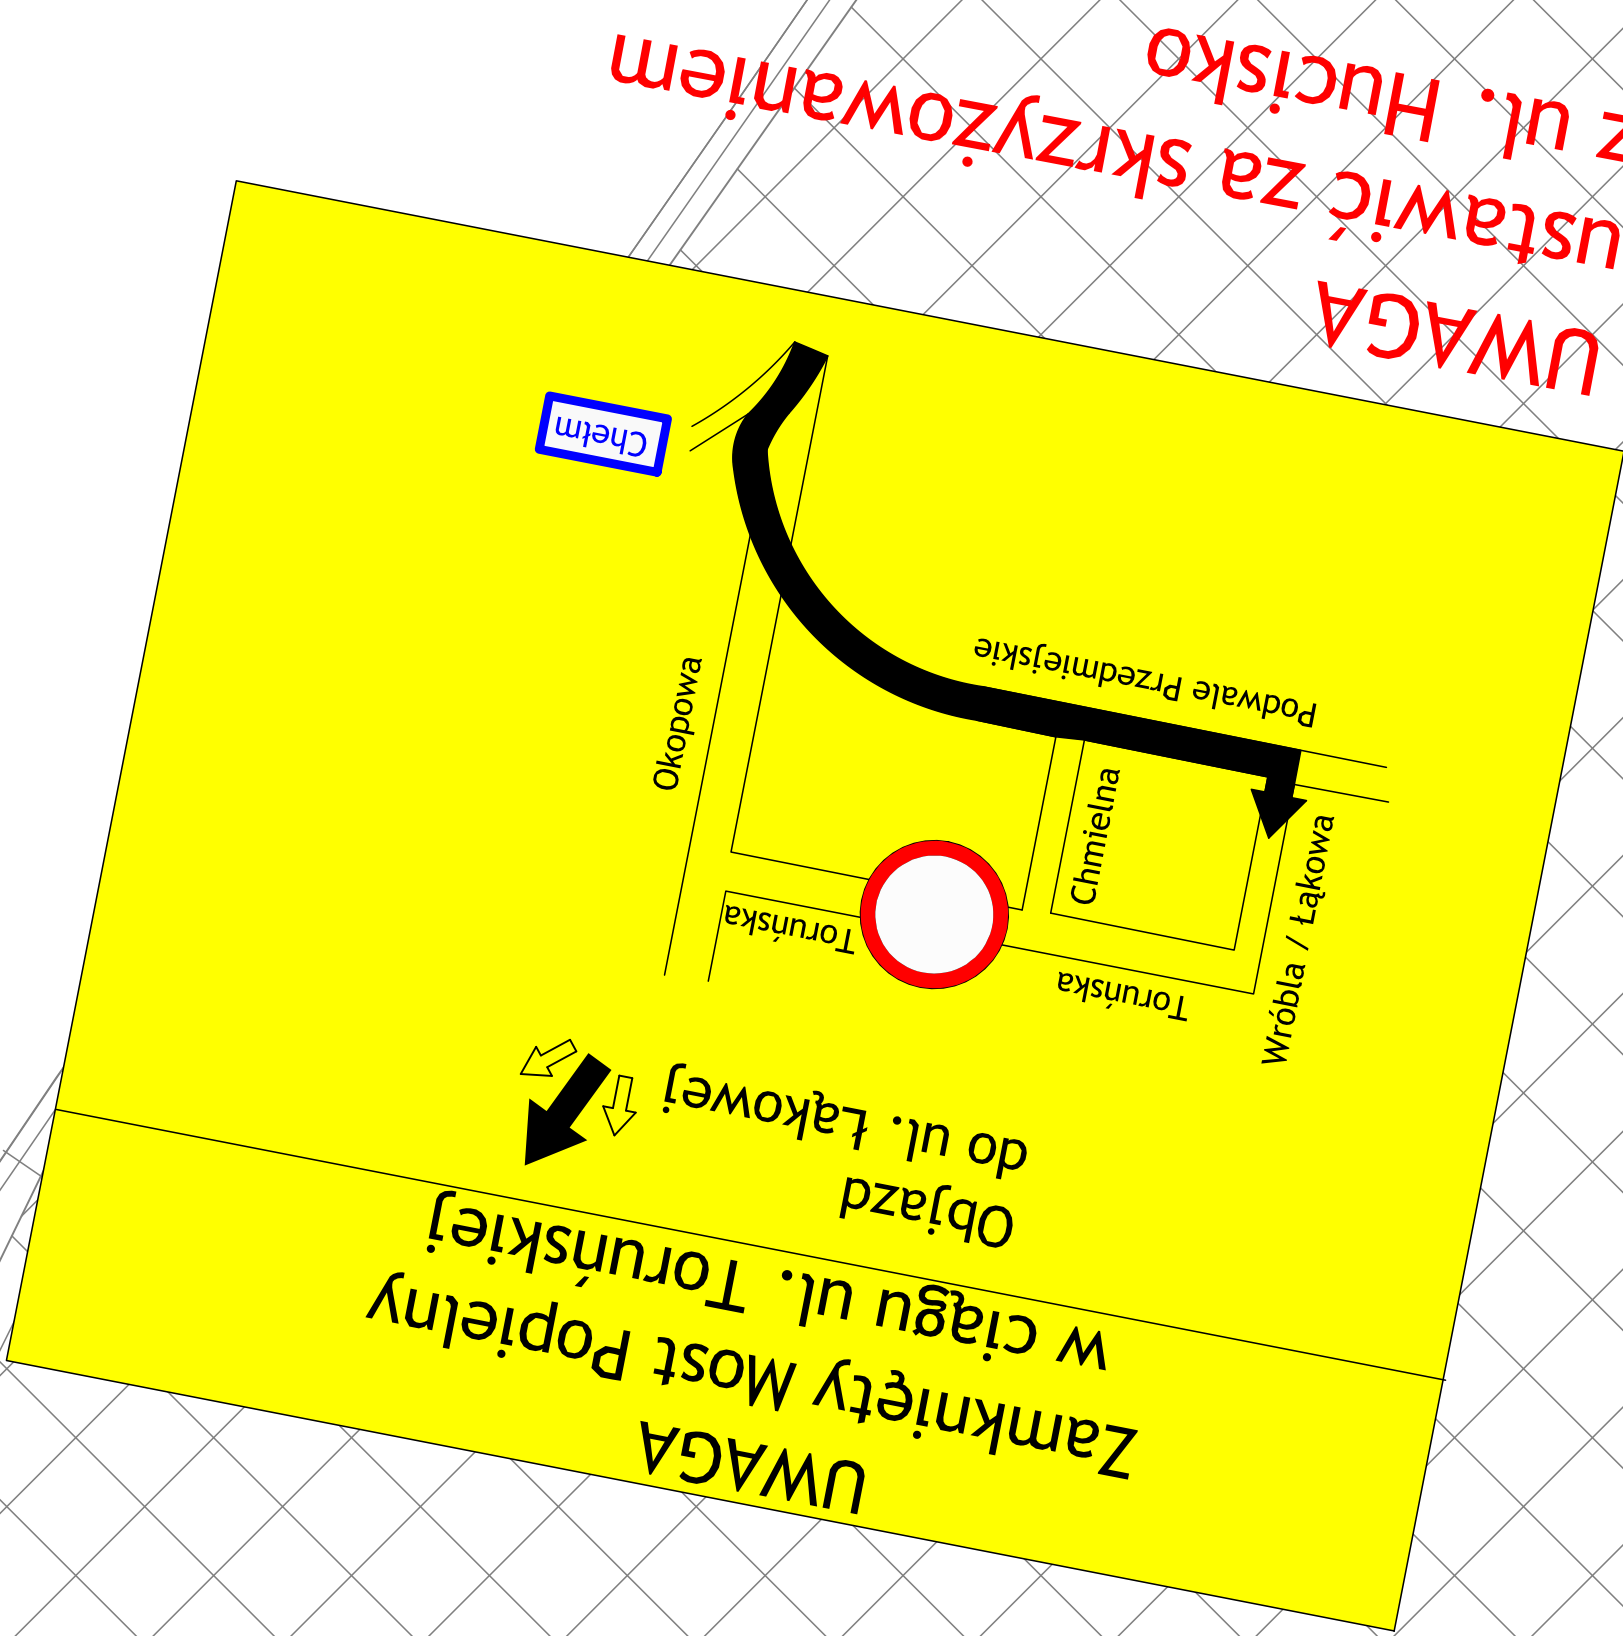 UWAGA
ustawić za skrzyżowaniem
z ul. Hucisko
UWAGA
Zamknięty Most Popielny
w ciągu ul. Toruńskiej
Objazd
do ul. Łąkowej
Toruńska
Toruńska
Wróbla / Łąkowa
Chmielna
Okopowa
Podwale Przedmiejskie
Chełm